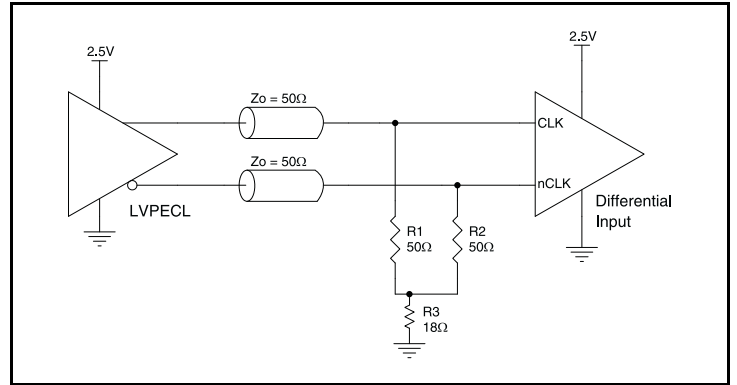 2.5V
2.5V
Zo = 50Ω
CLK
Zo = 50Ω
nCLK
LVPECL
Differential
Input
R1
50Ω
R2
50Ω
R3
18Ω